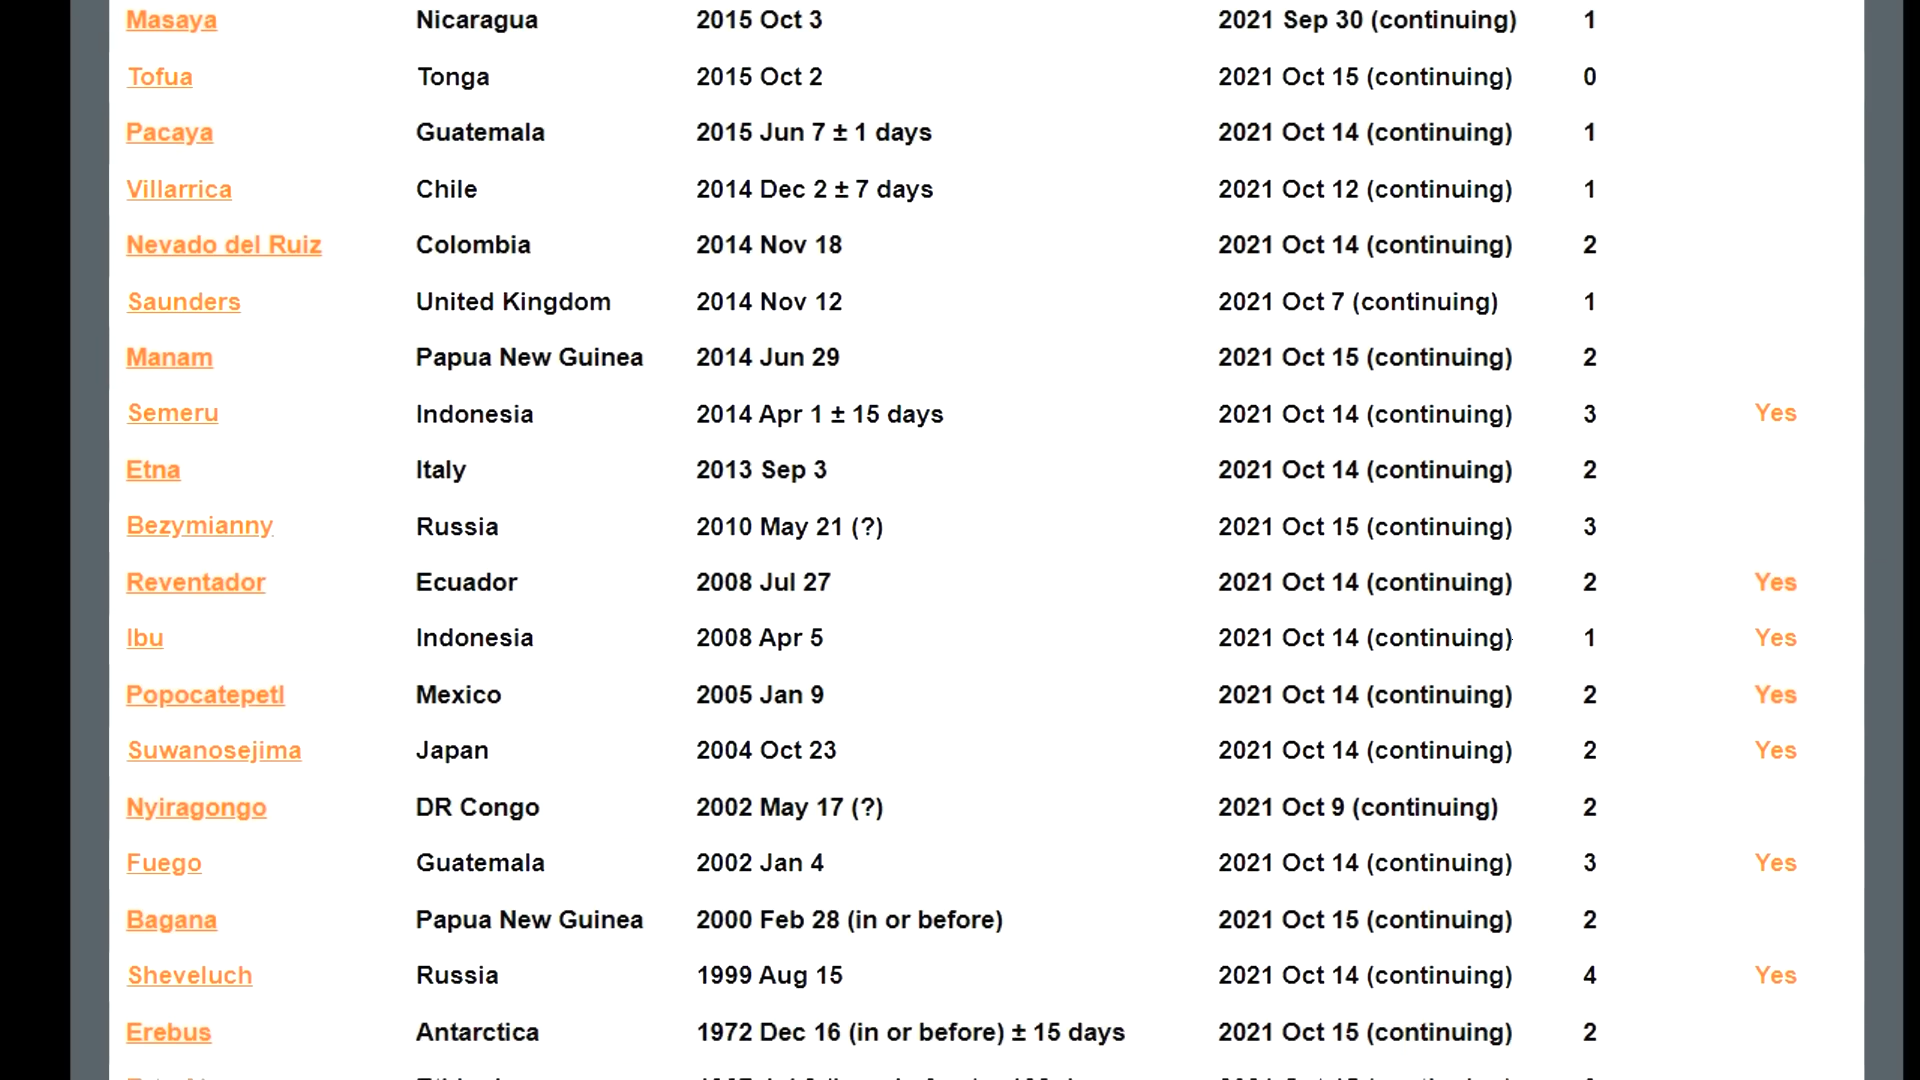 Masaya Nicaragua 2015 Oct 3 2021 Sep 30 (continuing) 1
Tofua Tonga 2015 Oct 2 2021 Oct 15 (continuing) 0
Pacaya Guatemala 2015 Jun 7 ± 1 days 2021 Oct 14 (continuing) 1
Villarrica Chile 2014 Dec 2 ± 7 days 2021 Oct 12 (continuing) 1
Nevado del Ruiz Colombia 2014 Nov 18 2021 Oct 14 (continuing) 2
Saunders United Kingdom 2014 Nov 12 2021 Oct 7 (continuing) 1
Manam Papua New Guinea 2014 Jun 29 2021 Oct 15 (continuing) 2
Semeru Indonesia 2014 Apr 1 ± 15 days 2021 Oct 14 (continuing) 3 Yes
Etna Italy 2013 Sep 3 2021 Oct 14 (continuing) 2
Bezymianny Russia 2010 May 21 (?) 2021 Oct 15 (continuing) 3
Reventador Ecuador 2008 Jul 27 2021 Oct 14 (continuing) 2 Yes
Ibu Indonesia 2008 Apr 5 2021 Oct 14 (continuing) 1 Yes
Popocatepetl Mexico 2005 Jan 9 2021 Oct 14 (continuing) 2 Yes
Suwanosejima Japan 2004 Oct 23 2021 Oct 14 (continuing) 2 Yes
Nyiragongo DR Congo 2002 May 17 (?) 2021 Oct 9 (continuing) 2
Fuego Guatemala 2002 Jan 4 2021 Oct 14 (continuing) 3 Yes
Bagana Papua New Guinea 2000 Feb 28 (in or before) 2021 Oct 15 (continuing) 2
Sheveluch Russia 1999 Aug 15 2021 Oct 14 (continuing) 4 Yes
Erebus Antarctica 1972 Dec 16 (in or before) ± 15 days 2021 Oct 15 (continuing) 2